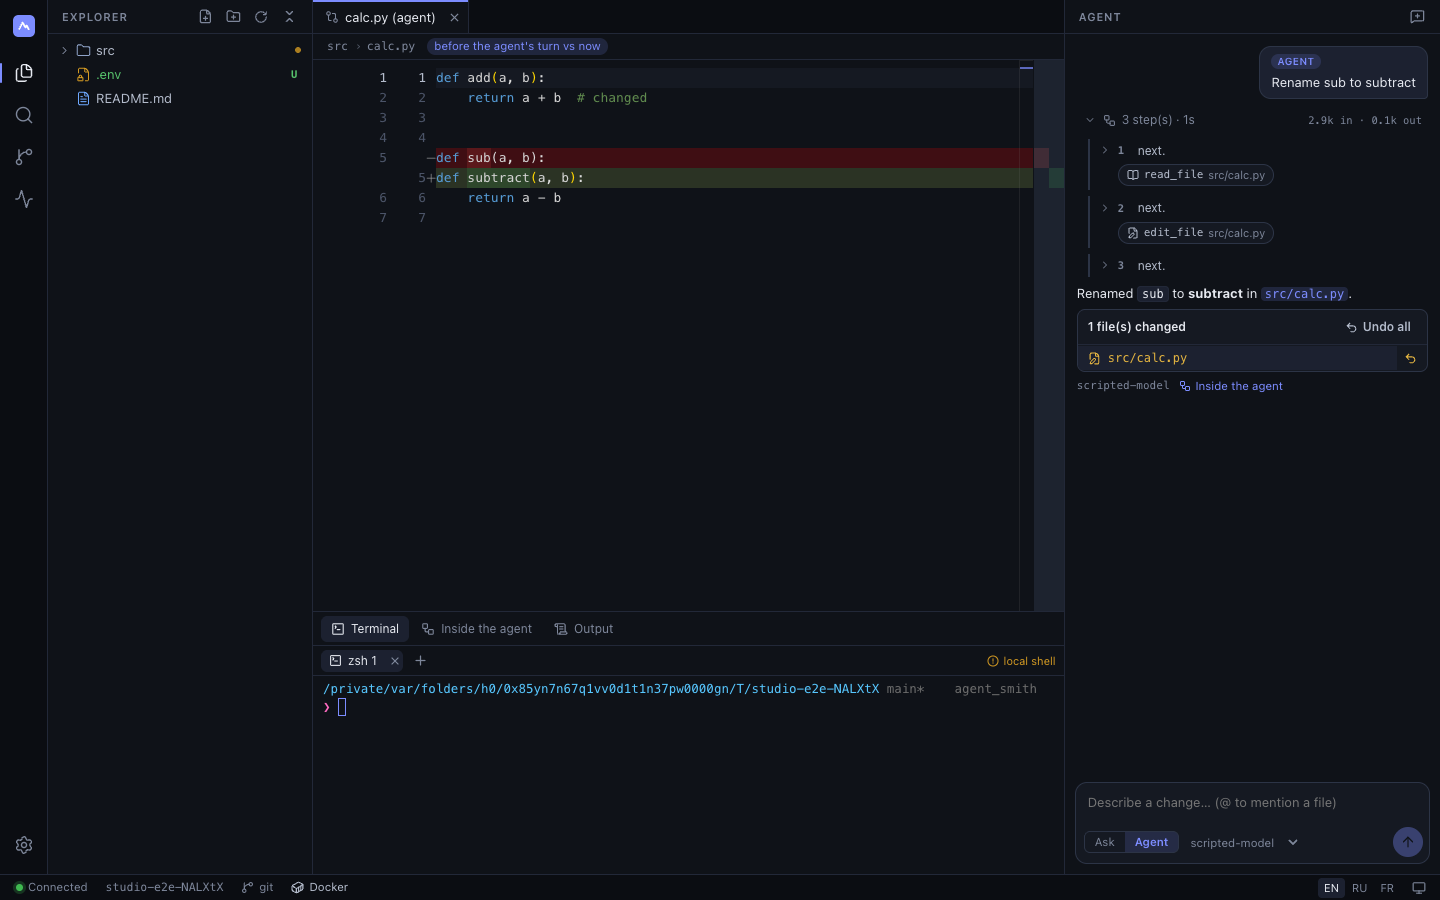 EXPLORER
src
.env
U
README.md
calc.py (agent)
src › calc.py before the agent's turn vs now
1 1 def add(a, b):
2 2 return a + b # changed
3 3
4 4
5 −def sub(a, b):
5+def subtract(a, b):
6 6 return a − b
7 7
Terminal
Inside the agent
Output
zsh 1
local shell
/private/var/folders/h0/0x85yn7n67q1vv0d1t1n37pw0000gn/T/studio-e2e-NALXtX main* agent_smith
❯
AGENT
AGENT
Rename sub to subtract
3 step(s) · 1s
2.9k in · 0.1k out
1 next.
read_file src/calc.py
2 next.
edit_file src/calc.py
3 next.
Renamed sub to subtract in src/calc.py.
1 file(s) changed
Undo all
src/calc.py
scripted-model
Inside the agent
Describe a change... (@ to mention a file)
Ask
Agent
scripted-model
Connected
studio-e2e-NALXtX
git
Docker
EN
RU
FR